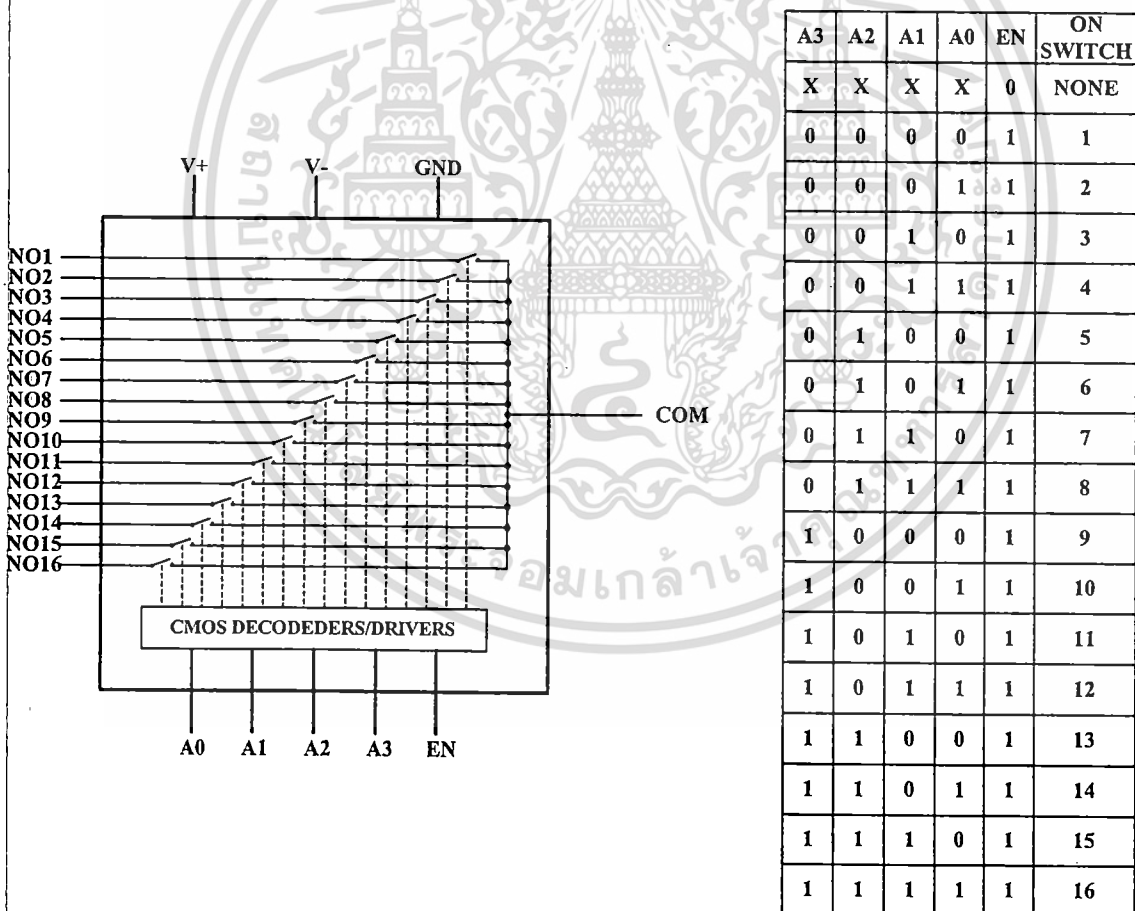 V+ V- GND
NO1
NO2
NO3
NO4
NO5
NO6
NO7
NO8
NO9
NO10
NO11
NO12
NO13
NO14
NO15
NO16
COM
CMOS DECODEDERS/DRIVERS
A0 A1 A2 A3 EN
A3 A2 A1 A0 EN ON SWITCH
X X X X 0 NONE
0 0 0 0 1 1
0 0 0 1 1 2
0 0 1 0 1 3
0 0 1 1 1 4
0 1 0 0 1 5
0 1 0 1 1 6
0 1 1 0 1 7
0 1 1 1 1 8
1 0 0 0 1 9
1 0 0 1 1 10
1 0 1 0 1 11
1 0 1 1 1 12
1 1 0 0 1 13
1 1 0 1 1 14
1 1 1 0 1 15
1 1 1 1 1 16